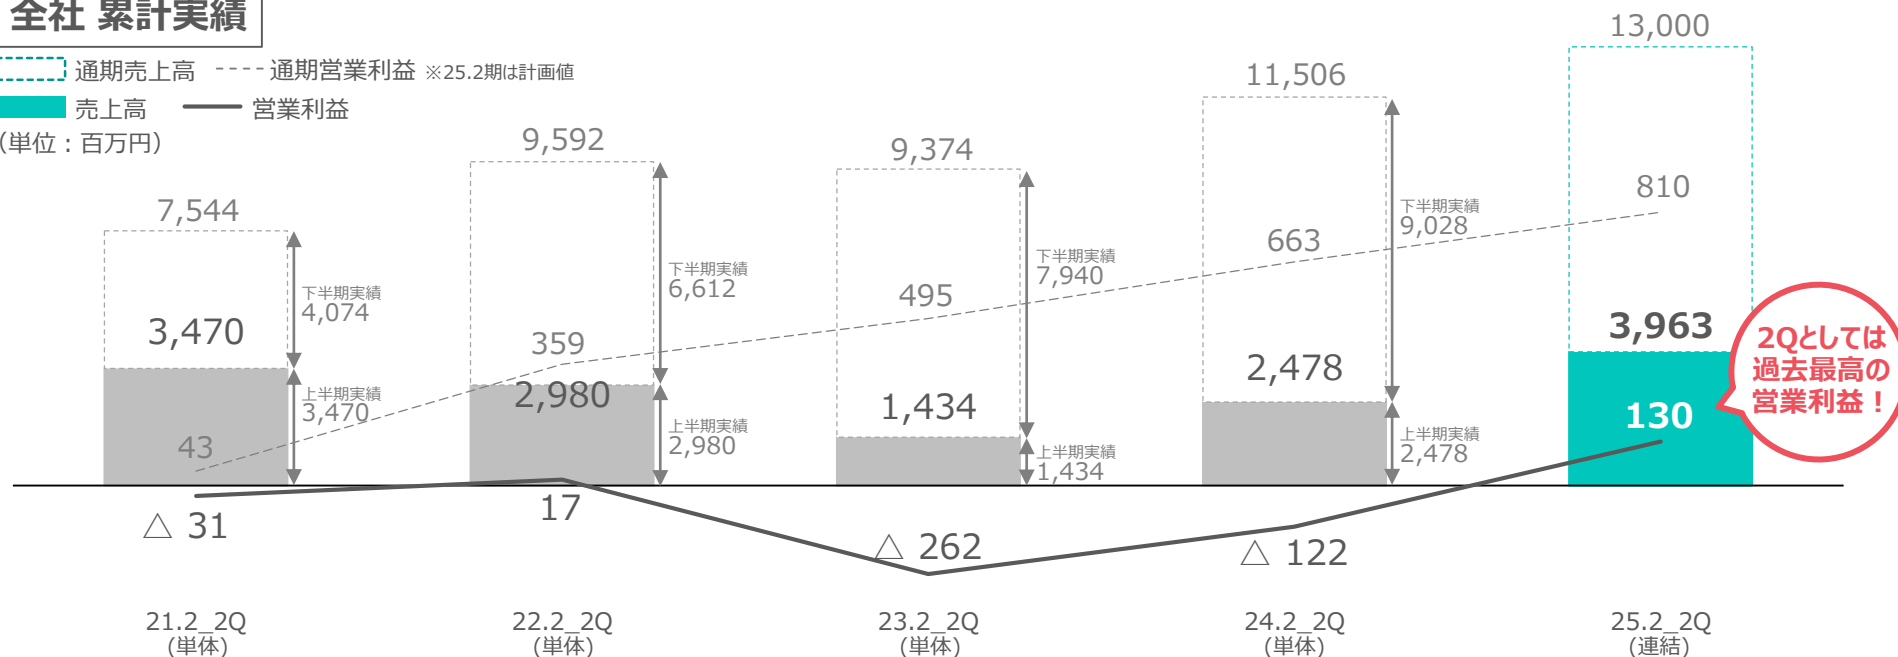 全社 累計実績
通期売上高 通期営業利益 ※25.2期は計画値
売上高 営業利益
(単位：百万円)
7,544
3,470
43
△ 31
下半期実績
4,074
上半期実績
3,470
9,592
359
2,980
17
下半期実績
6,612
上半期実績
2,980
9,374
495
1,434
△ 262
下半期実績
7,940
上半期実績
1,434
11,506
663
2,478
△ 122
下半期実績
9,028
上半期実績
2,478
13,000
810
3,963
130
2Qとしては
過去最高の
営業利益！
21.2_2Q
(単体)
22.2_2Q
(単体)
23.2_2Q
(単体)
24.2_2Q
(単体)
25.2_2Q
(連結)